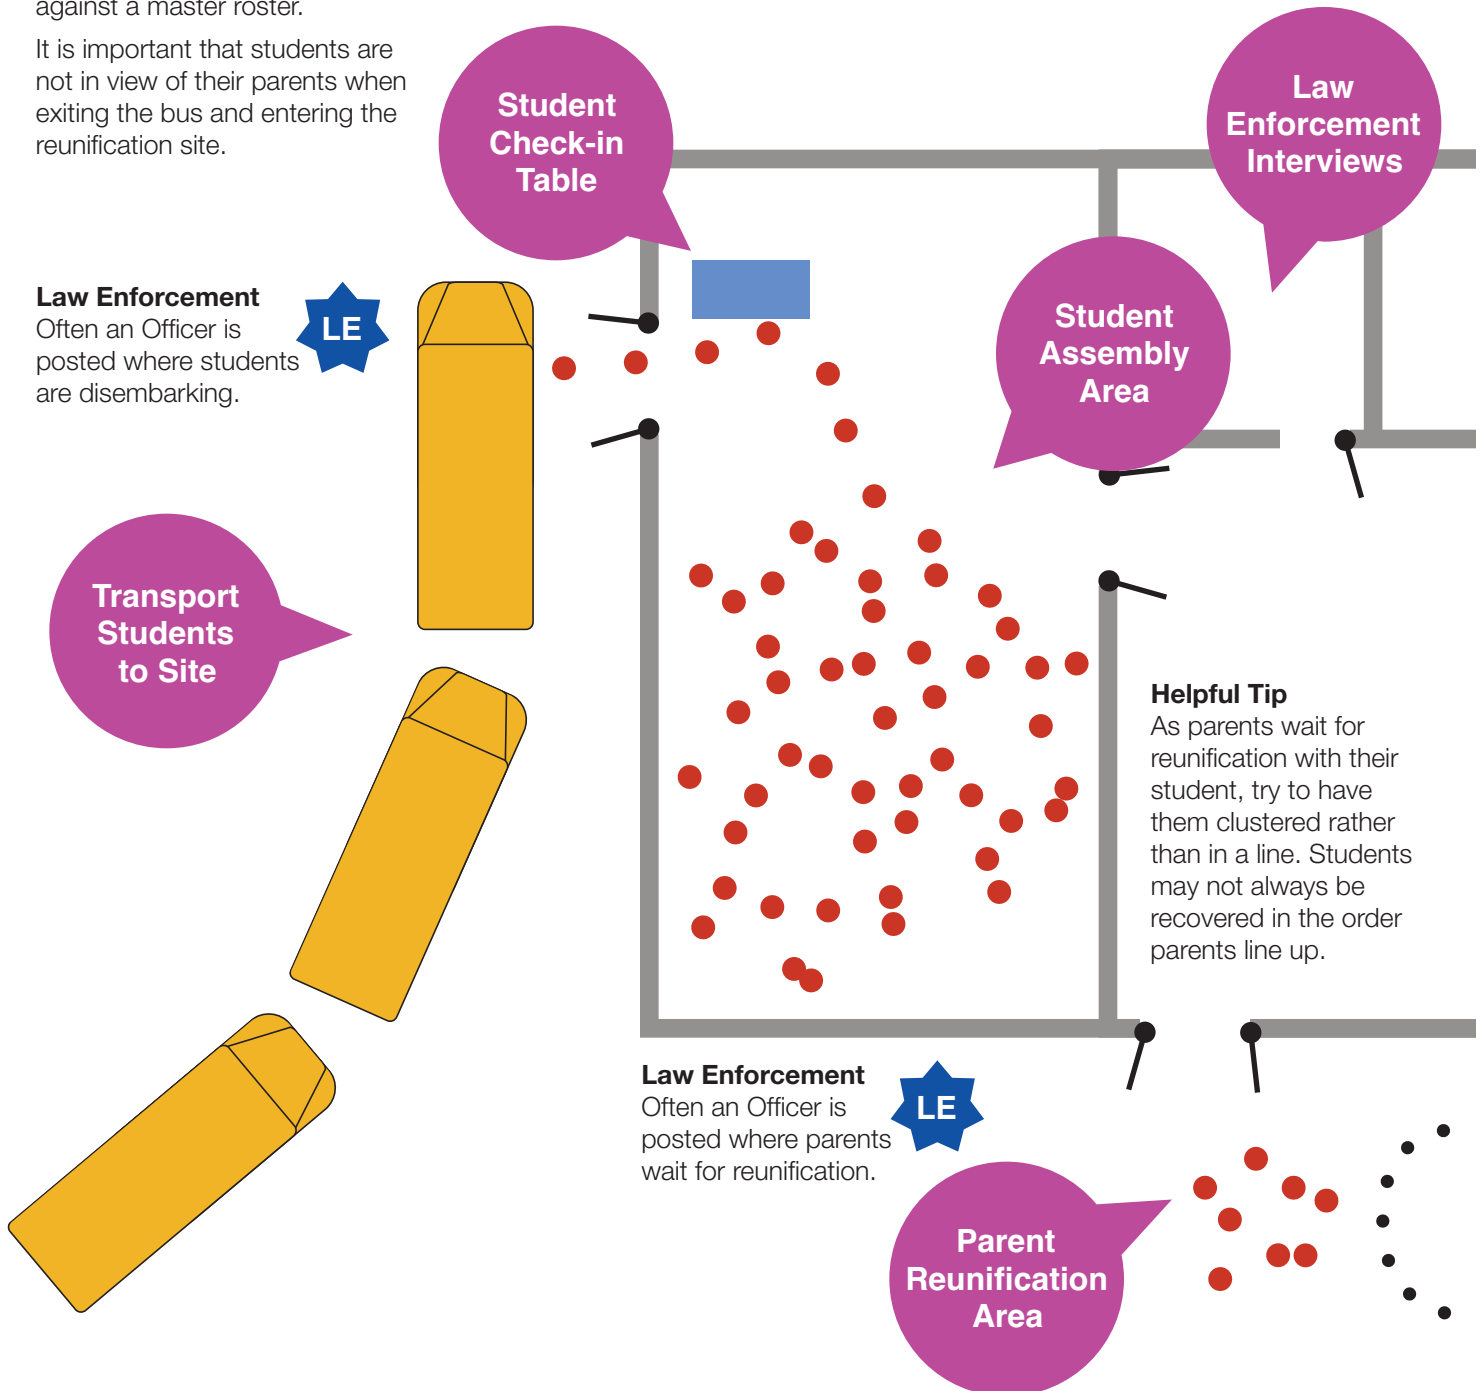 against a master roster.
It is important that students are
not in view of their parents when
exiting the bus and entering the
reunification site.
Student
Check-in
Table
Law
Enforcement
Interviews
Law Enforcement
Often an Officer is
posted where students
are disembarking.
LE
Student
Assembly
Area
Transport
Students
to Site
Helpful Tip
As parents wait for
reunification with their
student, try to have
them clustered rather
than in a line. Students
may not always be
recovered in the order
parents line up.
Law Enforcement
Often an Officer is
posted where parents
wait for reunification.
LE
Parent
Reunification
Area